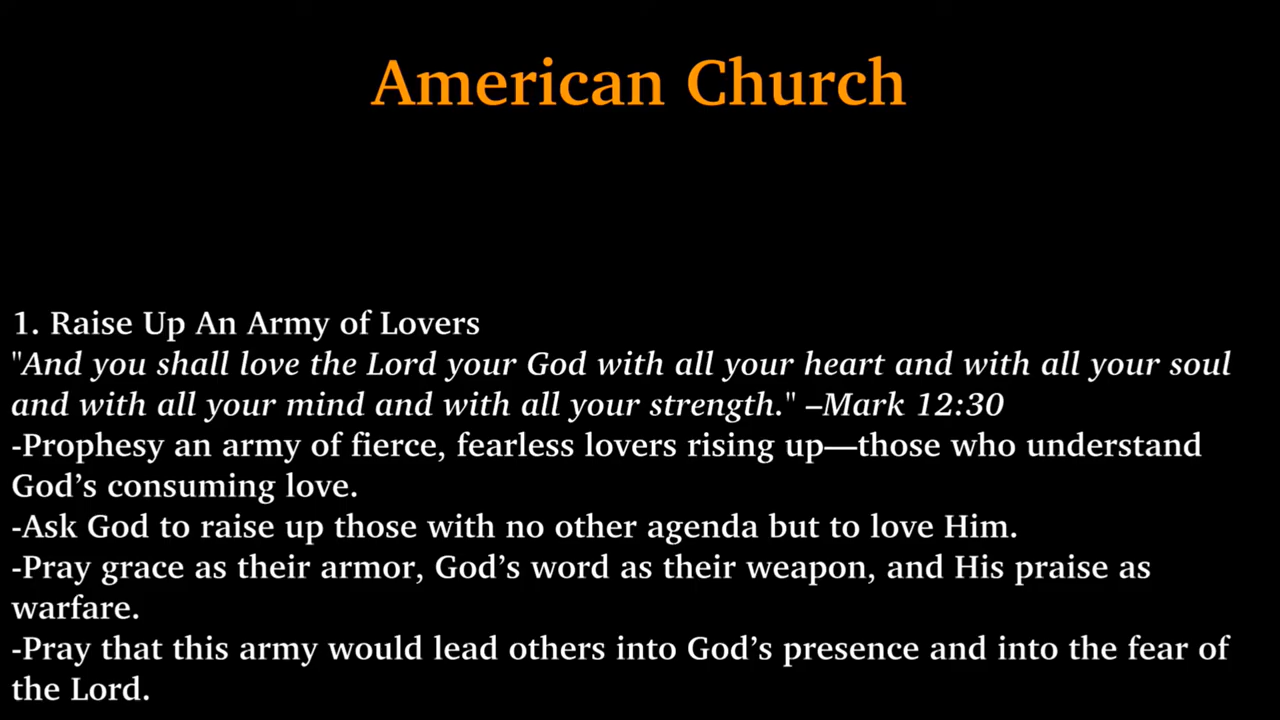 American Church
1. Raise Up An Army of Lovers
"And you shall love the Lord your God with all your heart and with all your soul
and with all your mind and with all your strength." –Mark 12:30
-Prophesy an army of fierce, fearless lovers rising up—those who understand
God’s consuming love.
-Ask God to raise up those with no other agenda but to love Him.
-Pray grace as their armor, God’s word as their weapon, and His praise as
warfare.
-Pray that this army would lead others into God’s presence and into the fear of
the Lord.